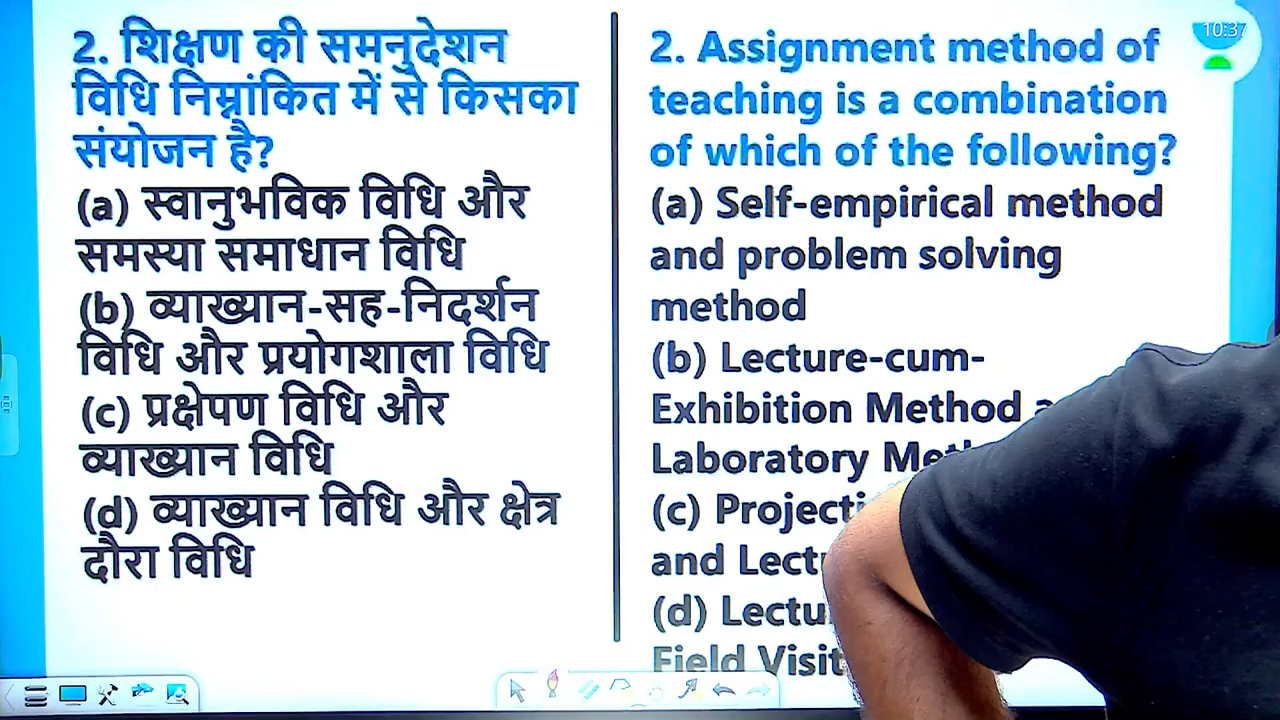 2. शिक्षण की समनुदेशन
विधि निम्नांकित में से किसका
संयोजन है?
(a) स्वानुभविक विधि और
समस्या समाधान विधि
(b) व्याख्यान-सह-निदर्शन
विधि और प्रयोगशाला विधि
(c) प्रक्षेपण विधि और
व्याख्यान विधि
(d) व्याख्यान विधि और क्षेत्र
दौरा विधि
2. Assignment method of
teaching is a combination
of which of the following?
(a) Self-empirical method
and problem solving
method
(b) Lecture-cum-
Exhibition Method
Laboratory
(c)
and
(d)
Field Visit
10:37